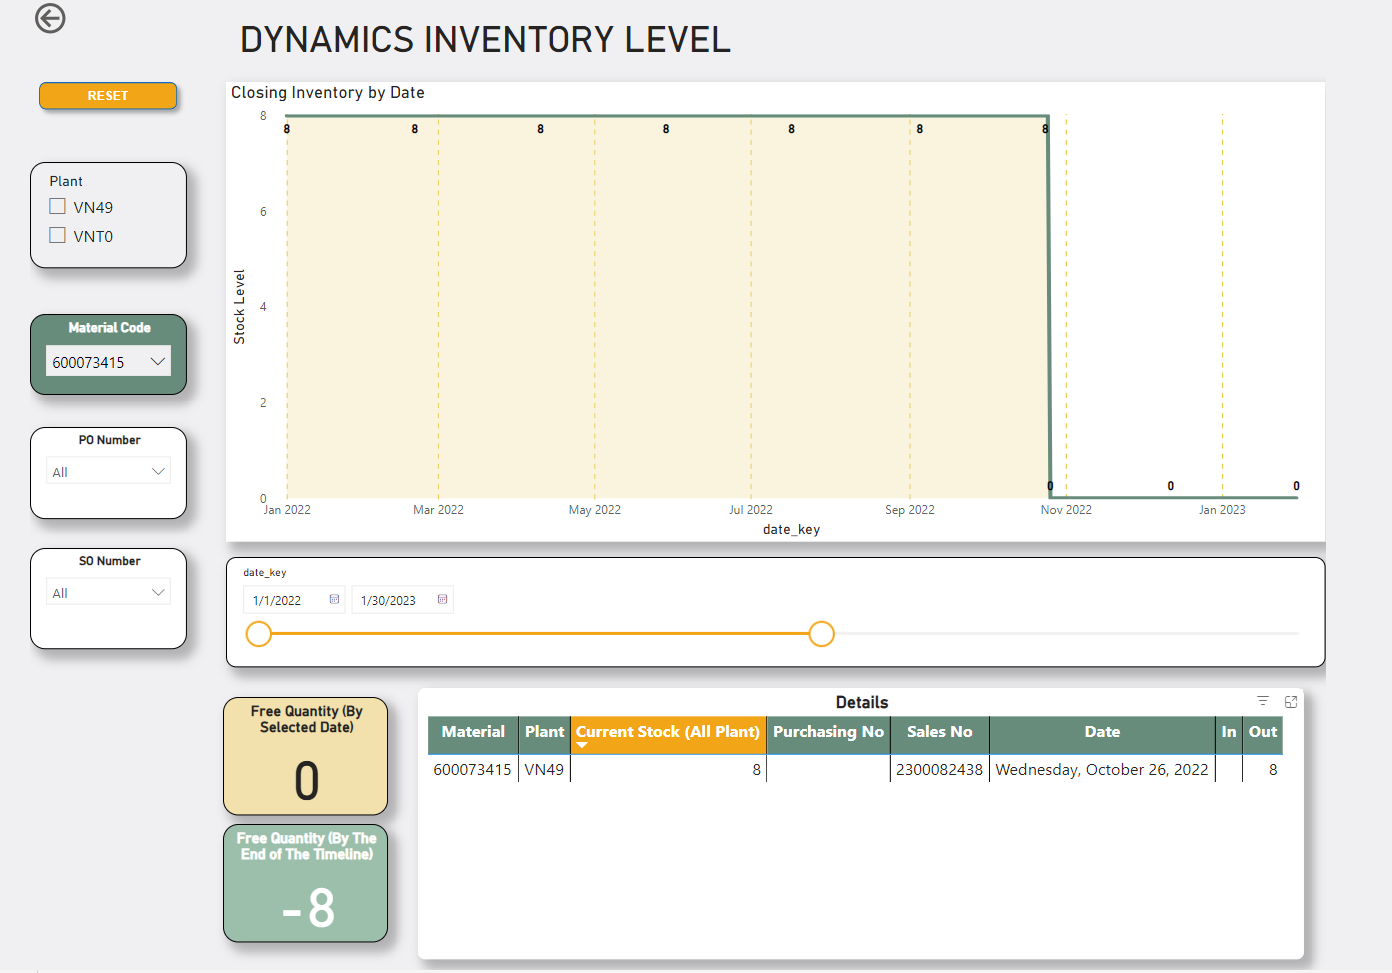 DYNAMICS INVENTORY LEVEL
RESET
Plant
VN49
VNT0
Material Code
600073415
PO Number
All
SO Number
All
Closing Inventory by Date
Stock Level
8
6
4
2
0
8 8 8 8 8 8 8
0 0 0
Jan 2022 Mar 2022 May 2022 Jul 2022 Sep 2022 Nov 2022 Jan 2023
date_key
date_key
1/1/2022 1/30/2023
Free Quantity (By
Selected Date)
0
Free Quantity (By The
End of The Timeline)
-8
Details
Material Plant Current Stock (All Plant) Purchasing No Sales No Date In Out
600073415 VN49 8 2300082438 Wednesday, October 26, 2022 8